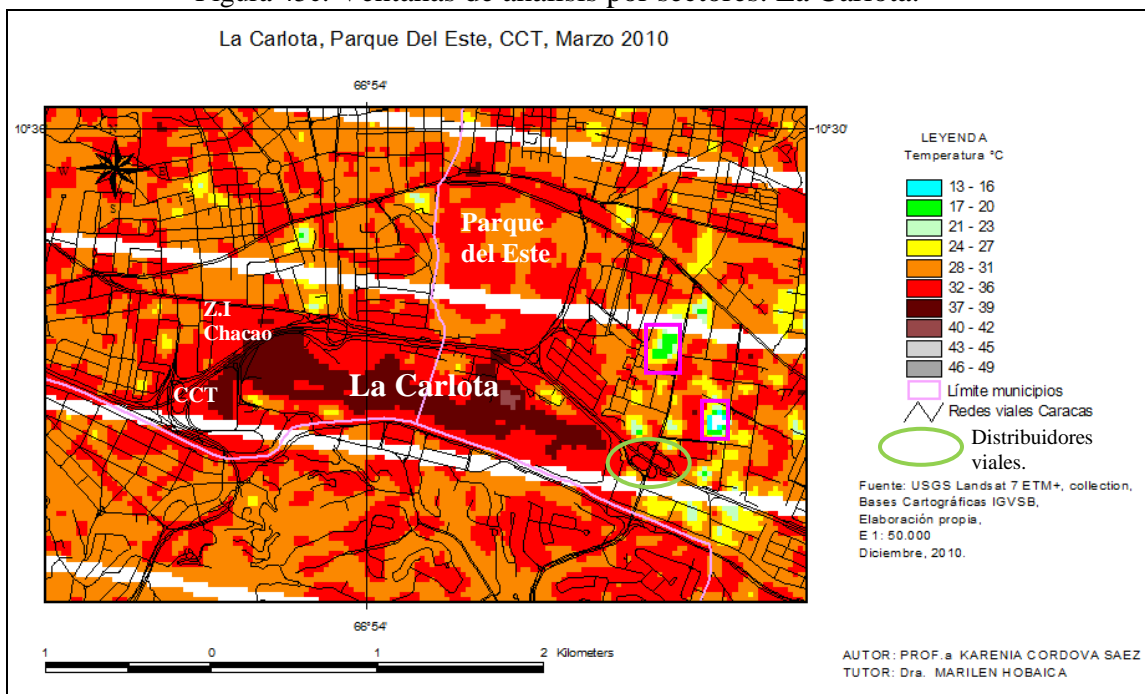 Figura 45c. Ventanas de análisis por sectores. La Carlota.
La Carlota, Parque Del Este, CCT, Marzo 2010
66°54'
10°36
10°30'
Parque
del Este
Z.I
Chacao
CCT
La Carlota
66°54'
LEYENDA
Temperatura °C
13 - 16
17 - 20
21 - 23
24 - 27
28 - 31
32 - 36
37 - 39
40 - 42
43 - 45
46 - 49
Límite municipios
Redes viales Caracas
Distribuidores
viales.
Fuente: USGS Landsat 7 ETM+, collection,
Bases Cartográficas IGVSB,
Elaboración propia,
E 1: 50.000
Diciembre, 2010.
1 0 1 2 Kilometers
AUTOR: PROF.a KARENIA CORDOVA SAEZ
TUTOR: Dra. MARILEN HOBAICA